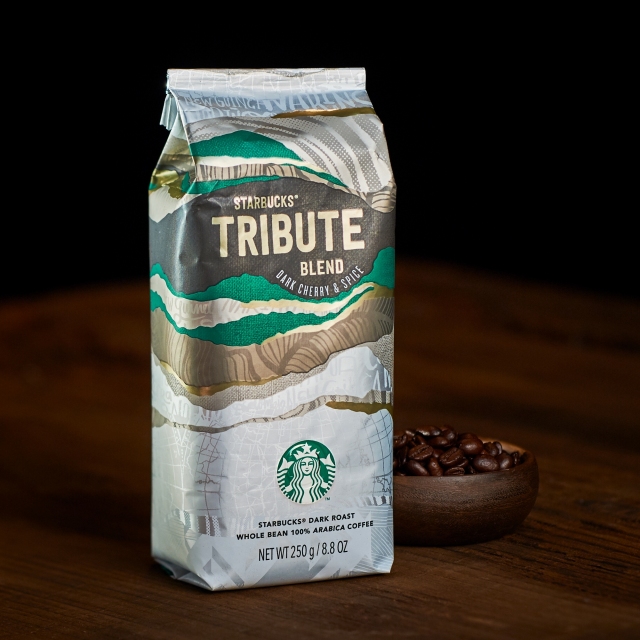 STARBUCKS®
TRIBUTE
BLEND
DARK CHERRY & SPICE
STARBUCKS® DARK ROAST
WHOLE BEAN 100% ARABICA COFFEE
NET WT 250 g / 8.8 OZ